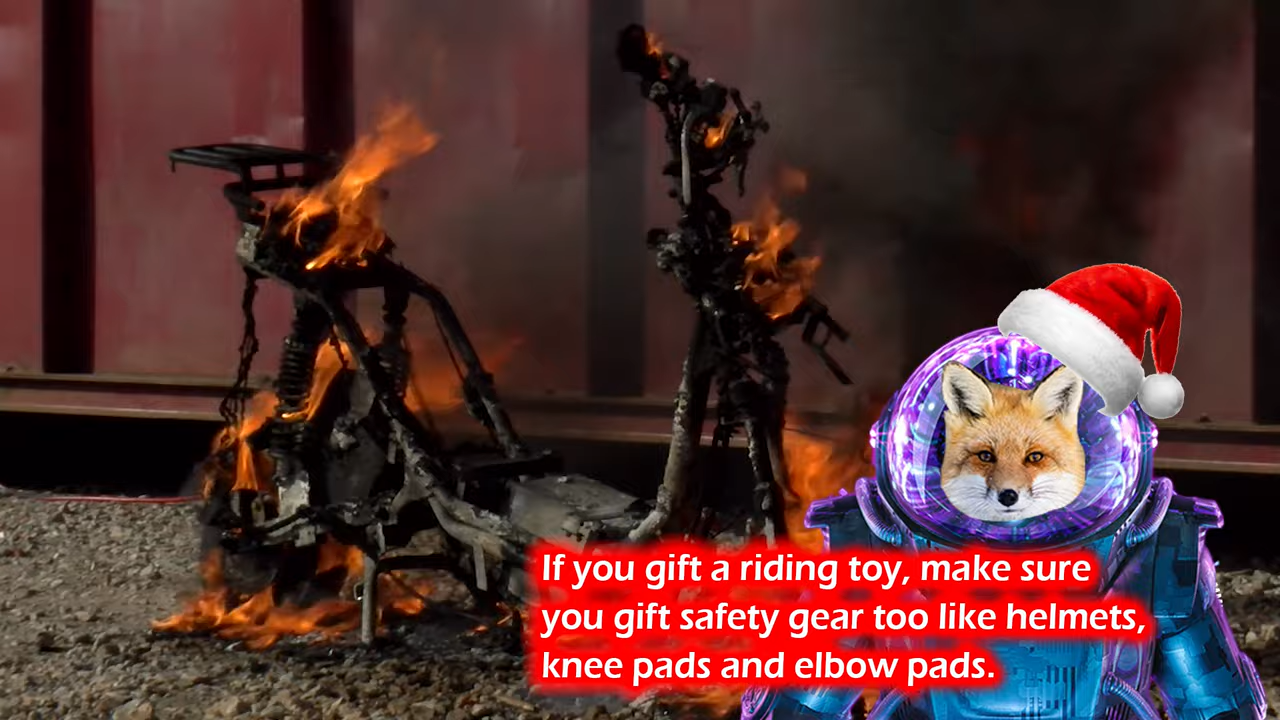 If you gift a riding toy, make sure
you gift safety gear too like helmets,
knee pads and elbow pads.